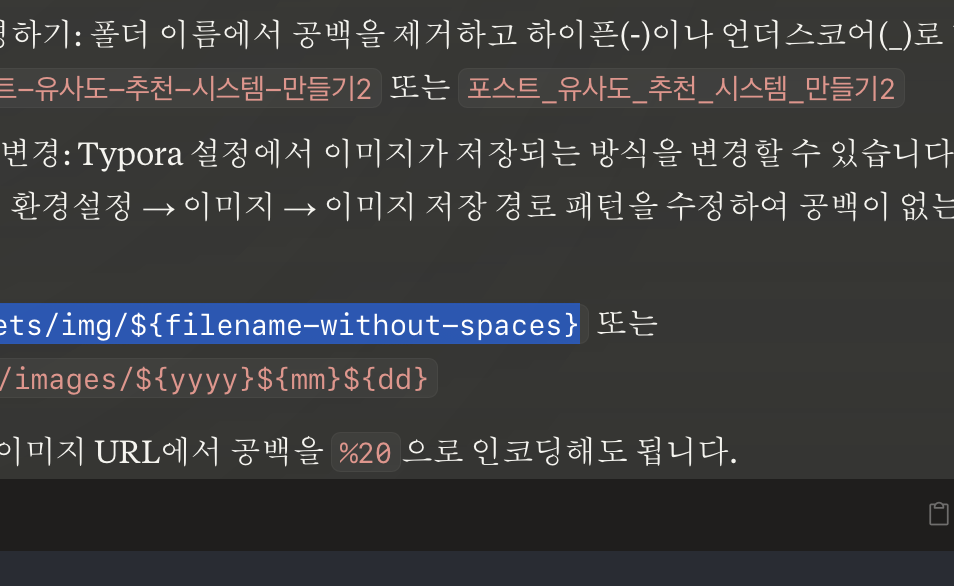 하기: 폴더 이름에서 공백을 제거하고 하이픈(-)이나 언더스코어(_)로
트-유사도-추천-시스템-만들기2 또는 포스트_유사도_추천_시스템_만들기2
변경: Typora 설정에서 이미지가 저장되는 방식을 변경할 수 있습니다
환경설정 → 이미지 → 이미지 저장 경로 패턴을 수정하여 공백이 없는
ets/img/${filename-without-spaces} 또는
/images/${yyyy}${mm}${dd}
이미지 URL에서 공백을 %20으로 인코딩해도 됩니다.